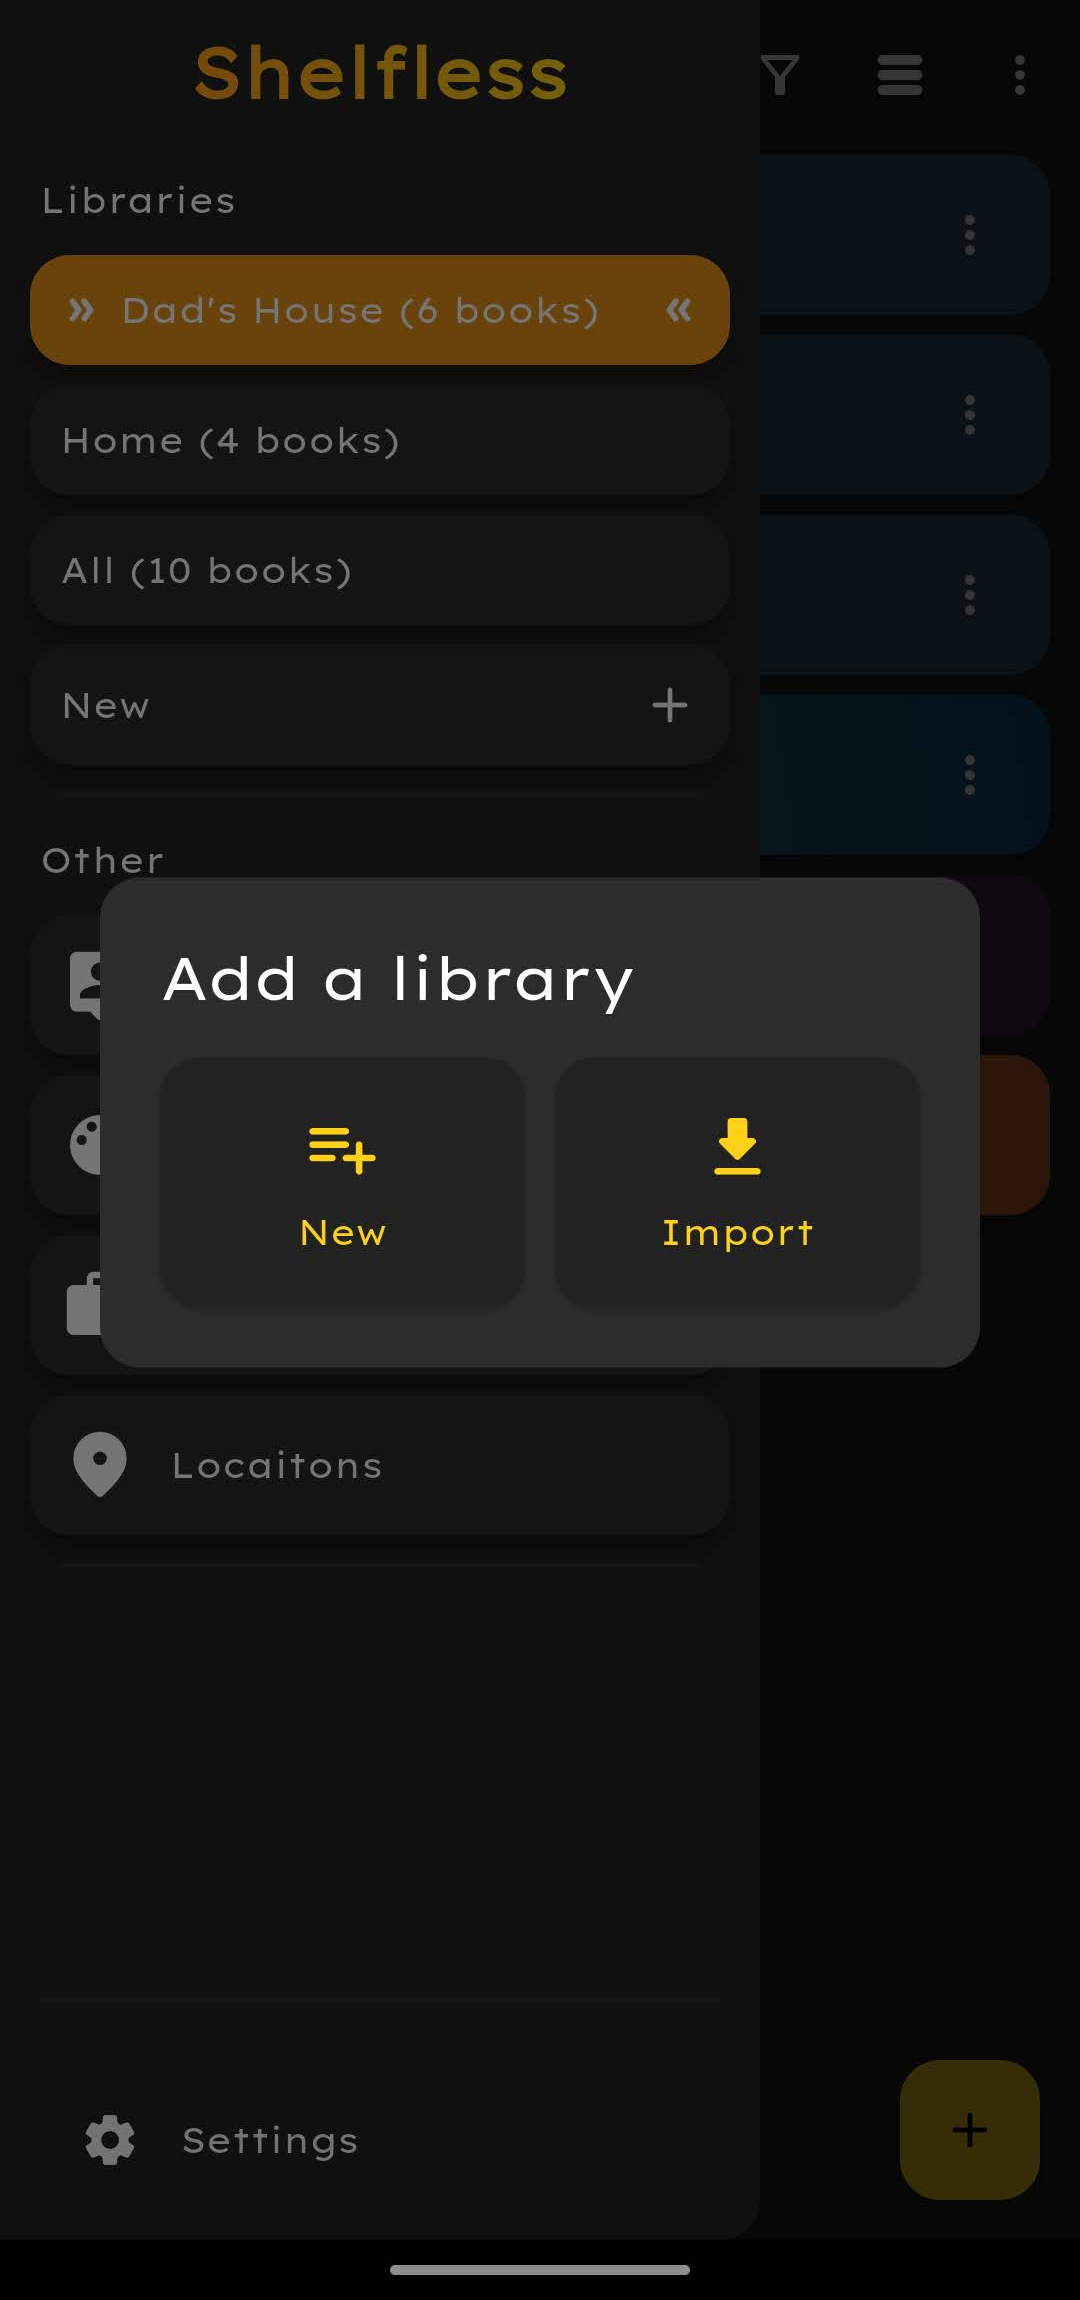 Shelfless
Libraries
» Dad's House (6 books) «
Home (4 books)
All (10 books)
New
Other
Add a library
New
Import
Locaitons
Settings